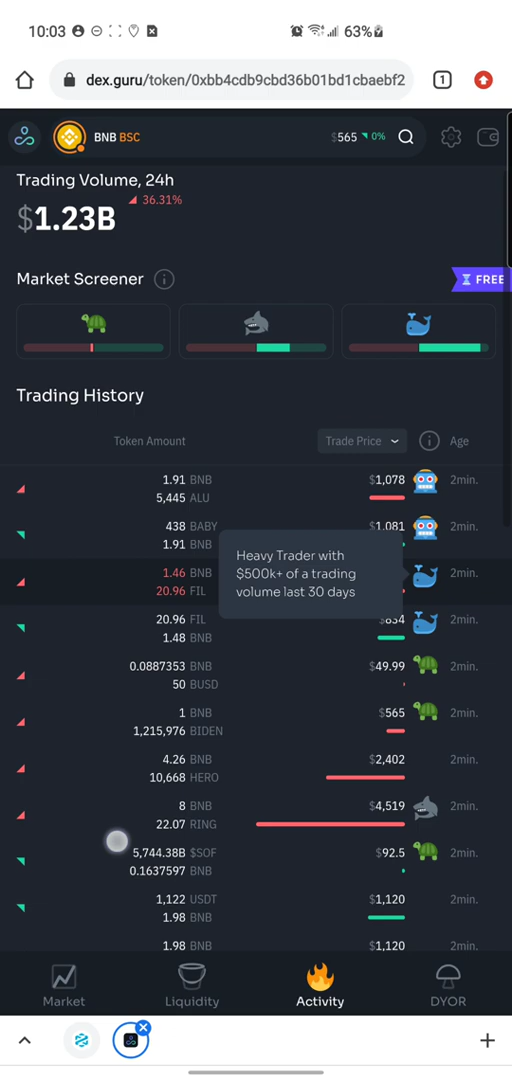 10:03
63%
dex.guru/token/0xbb4cdb9cbd36b01bd1cbaebf2
1
BNB BSC
$565
0%
Trading Volume, 24h
$1.23B
36.31%
Market Screener
FREE
Trading History
Token Amount
Trade Price
Age
1.91 BNB
5,445 ALU
$1,078
2min.
438 BABY
1.91 BNB
$1,081
2min.
1.46 BNB
20.96 FIL
2min.
Heavy Trader with
$500k+ of a trading
volume last 30 days
20.96 FIL
1.48 BNB
$834
2min.
0.0887353 BNB
50 BUSD
$49.99
2min.
1 BNB
1,215,976 BIDEN
$565
2min.
4.26 BNB
10,668 HERO
$2,402
2min.
8 BNB
22.07 RING
$4,519
2min.
5,744.38B $SOF
0.1637597 BNB
$92.5
2min.
1,122 USDT
1.98 BNB
$1,120
2min.
1.98 BNB
$1,120
2min.
Market
Liquidity
Activity
DYOR